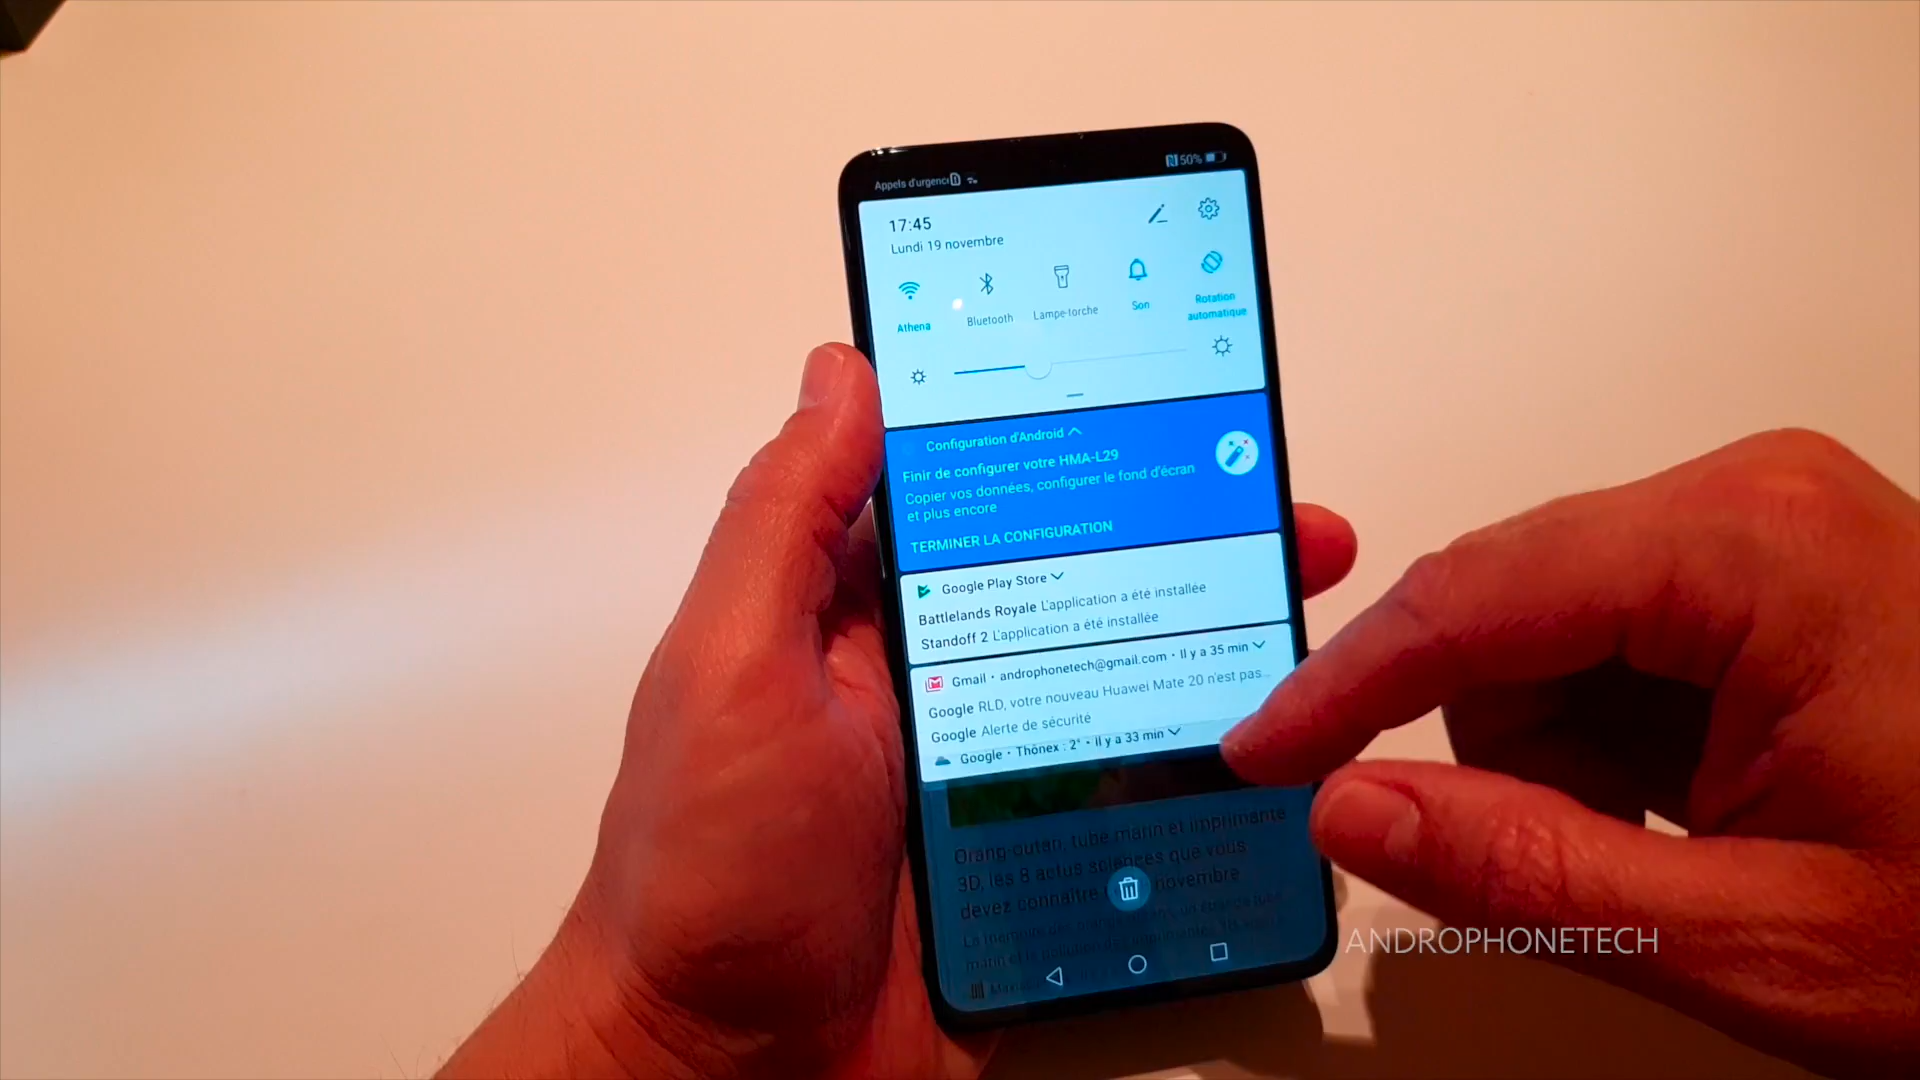 Appels d'urgenc
50%
17:45
Lundi 19 novembre
Athena
Bluetooth
Lampe-torche
Son
Rotation
automatique
Configuration d'Android
Finir de configurer votre HMA-L29
Copier vos données, configurer le fond d'écran
et plus encore
TERMINER LA CONFIGURATION
Google Play Store
Battlelands Royale L'application a été installée
Standoff 2 L'application a été installée
Gmail · androphonetech@gmail.com · Il y a 35 min
Google RLD, votre nouveau Huawei Mate 20 n'est pas...
Google Alerte de sécurité
Google · Thônex : 2° · Il y a 33 min
Orang-outan, tube marin et imprimante
3D, les 8 actus sciences que vous
devez connaître novembre
ANDROPHONETECH